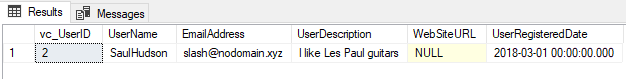 Results Messages
vc_UserID UserName EmailAddress UserDescription WebSiteURL UserRegisteredDate
1 2 SaulHudson slash@nodomain.xyz I like Les Paul guitars NULL 2018-03-01 00:00:00.000